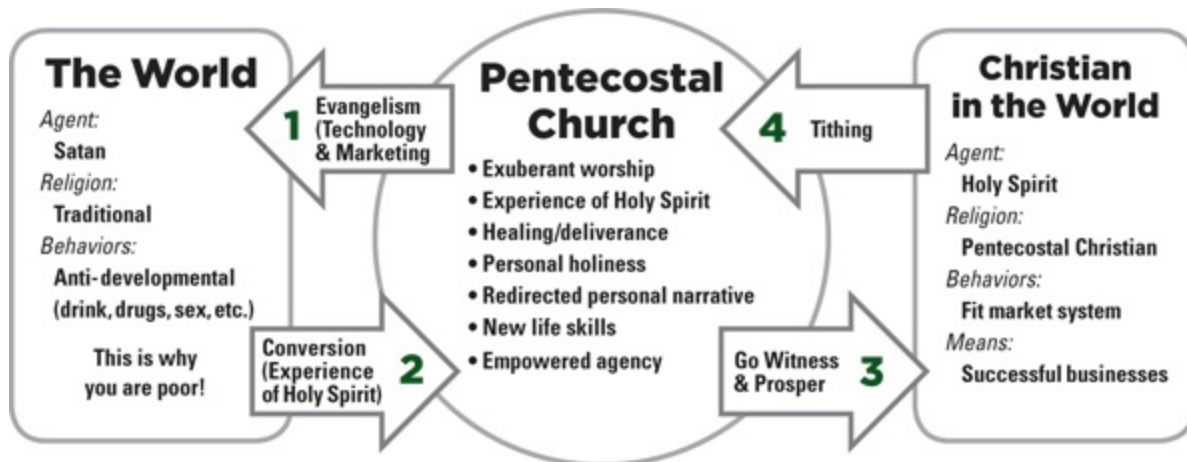 The World
Agent:
Satan
Religion:
Traditional
Behaviors:
Anti-developmental
(drink, drugs, sex, etc.)
This is why
you are poor!
1
Evangelism
(Technology
& Marketing
Conversion
(Experience
of Holy Spirit)
2
Pentecostal
Church
• Exuberant worship
• Experience of Holy Spirit
• Healing/deliverance
• Personal holiness
• Redirected personal narrative
• New life skills
• Empowered agency
Go Witness
& Prosper
3
4
Tithing
Christian
in the World
Agent:
Holy Spirit
Religion:
Pentecostal Christian
Behaviors:
Fit market system
Means:
Successful businesses